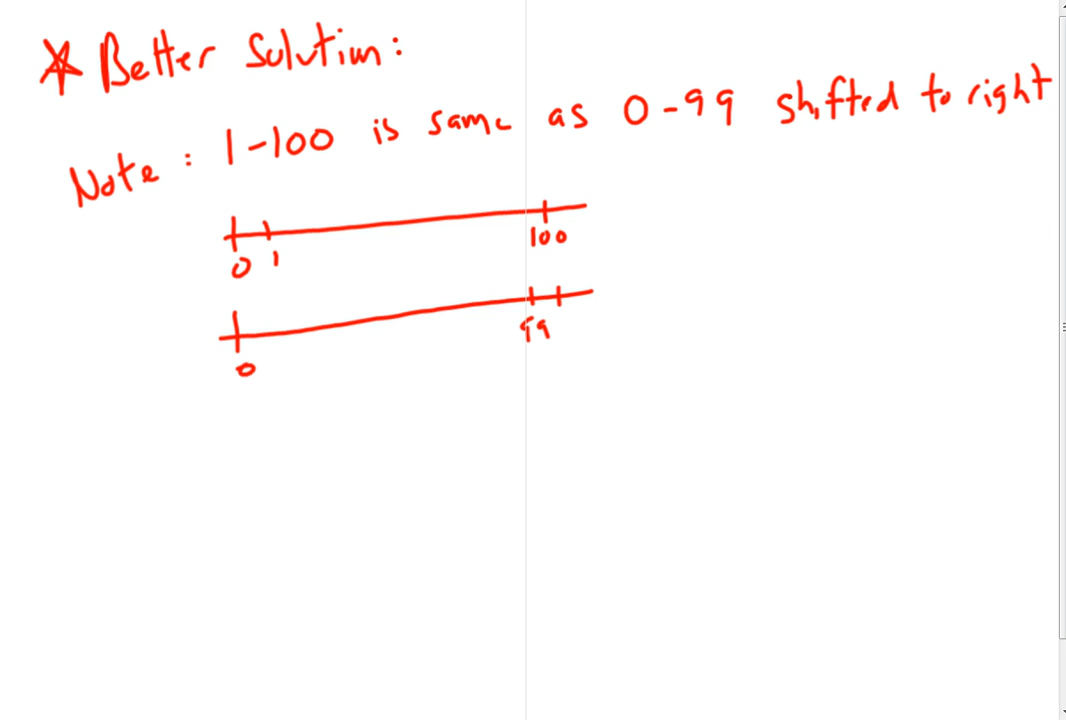 * Better Solution:
Note: 1-100 is same as 0-99 shifted to right
0 1 100
0 99